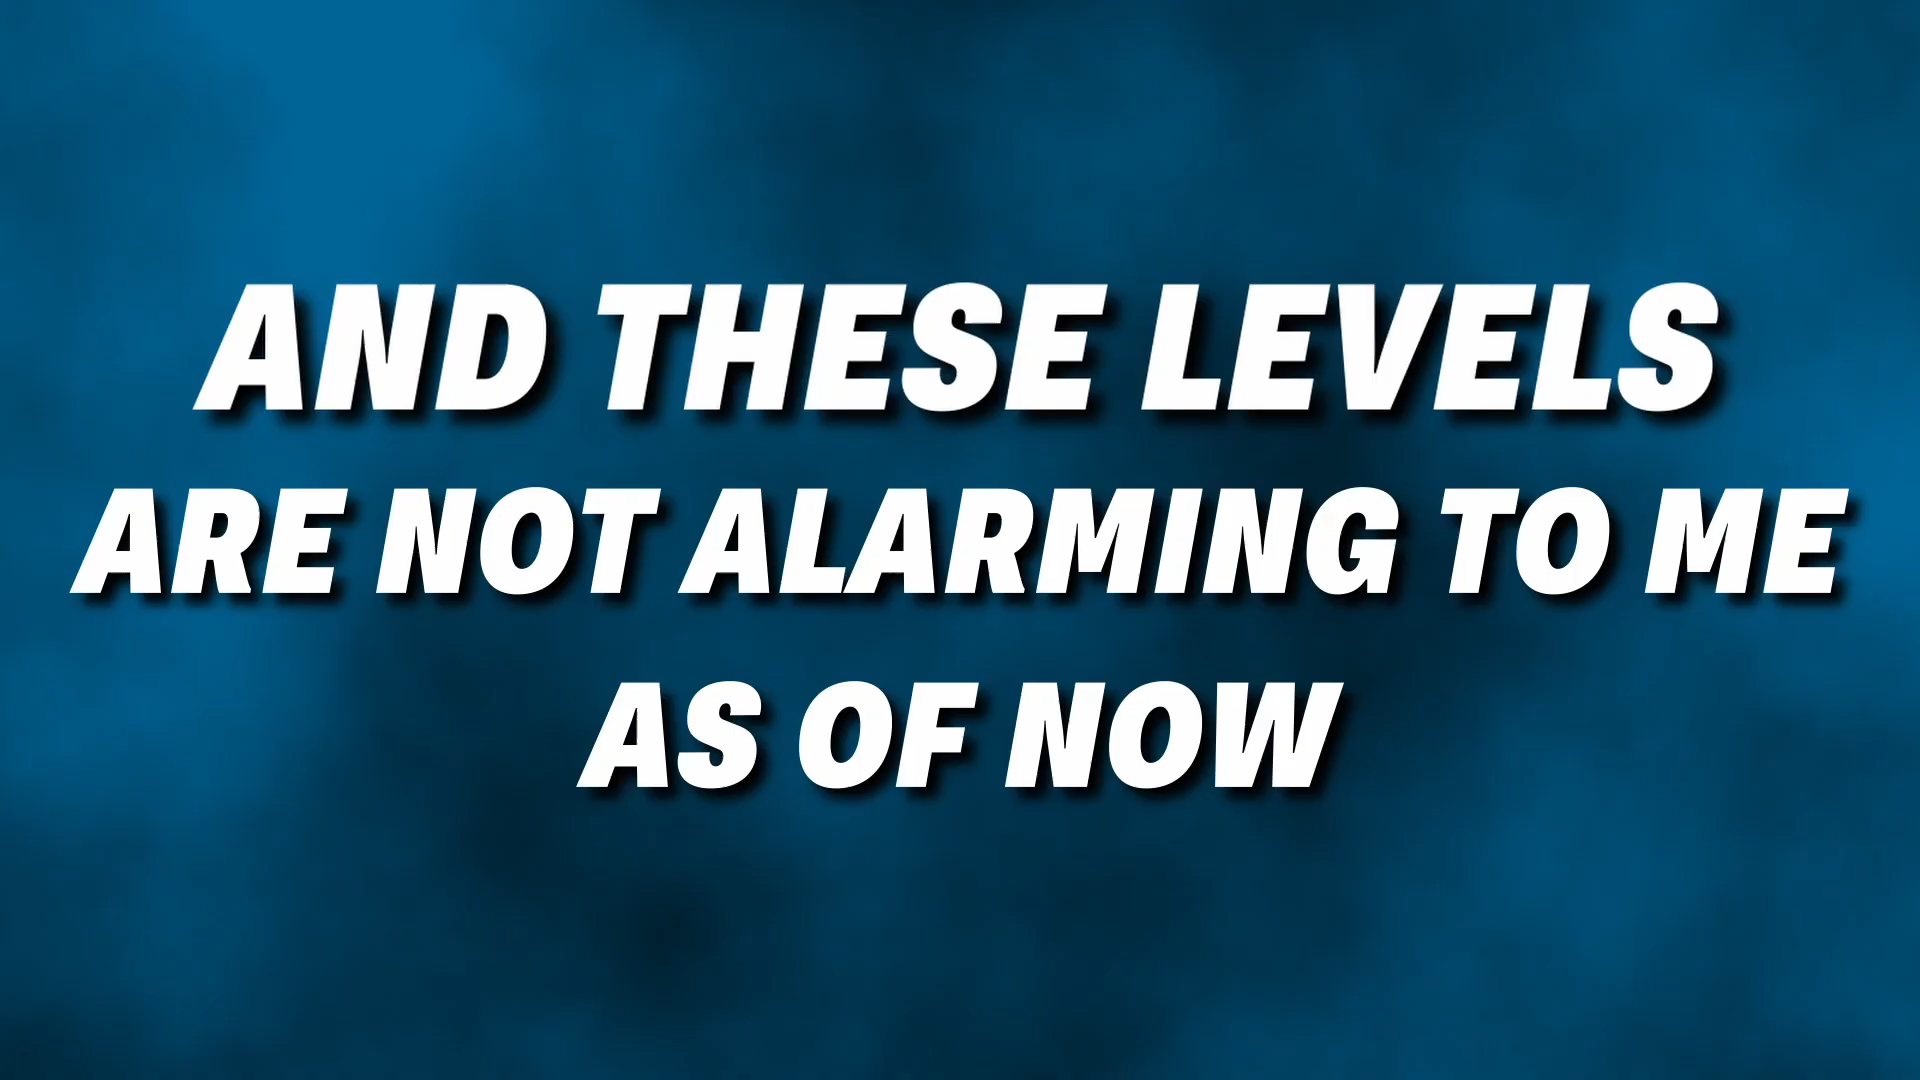 AND THESE LEVELS
ARE NOT ALARMING TO ME
AS OF NOW